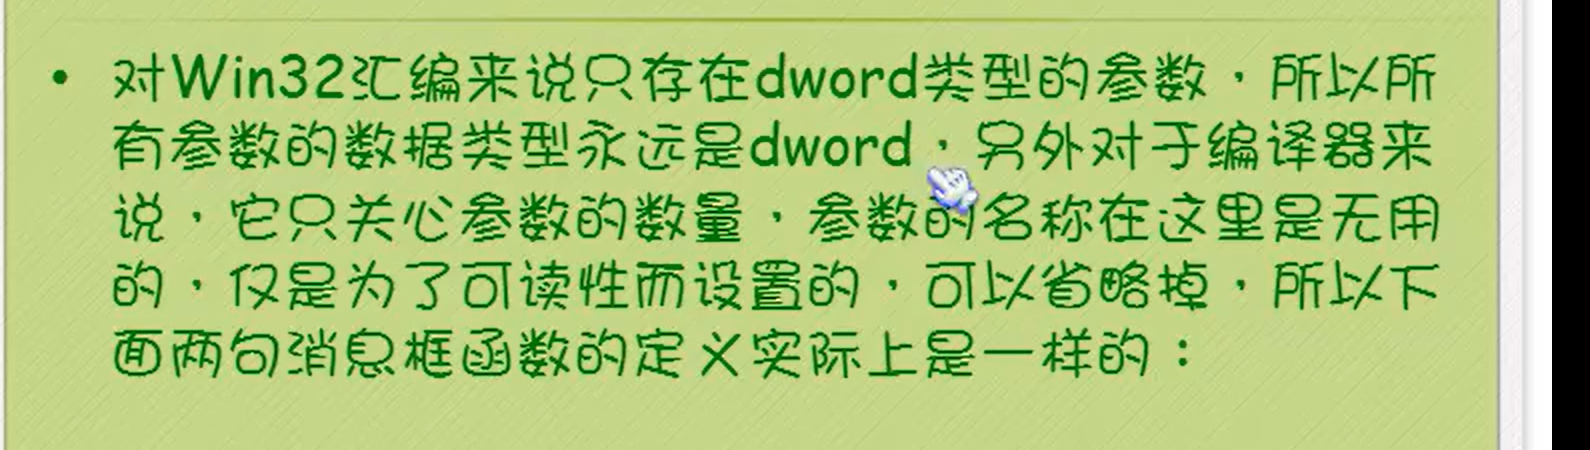 • 对Win32汇编来说只存在dword类型的参数，所以所
有参数的数据类型永远是dword，另外对于编译器来
说，它只关心参数的数量，参数的名称在这里是无用
的，仅是为了可读性而设置的，可以省略掉，所以下
面两句消息框函数的定义实际上是一样的：